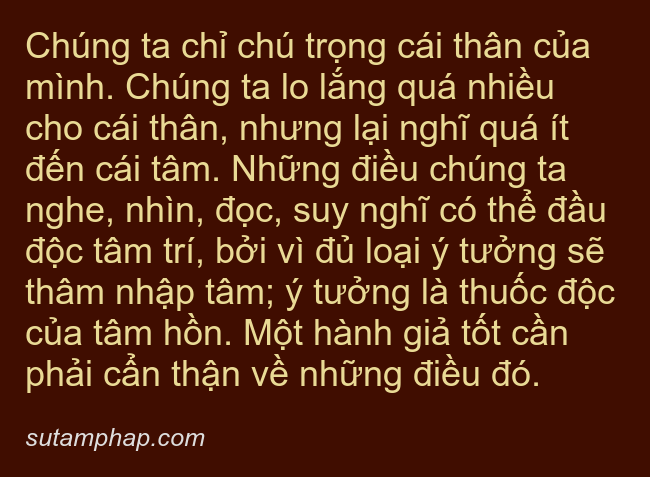 Chúng ta chỉ chú trọng cái thân của
mình. Chúng ta lo lắng quá nhiều
cho cái thân, nhưng lại nghĩ quá ít
đến cái tâm. Những điều chúng ta
nghe, nhìn, đọc, suy nghĩ có thể đầu
độc tâm trí, bởi vì đủ loại ý tưởng sẽ
thâm nhập tâm; ý tưởng là thuốc độc
của tâm hồn. Một hành giả tốt cần
phải cẩn thận về những điều đó.
sutamphap.com